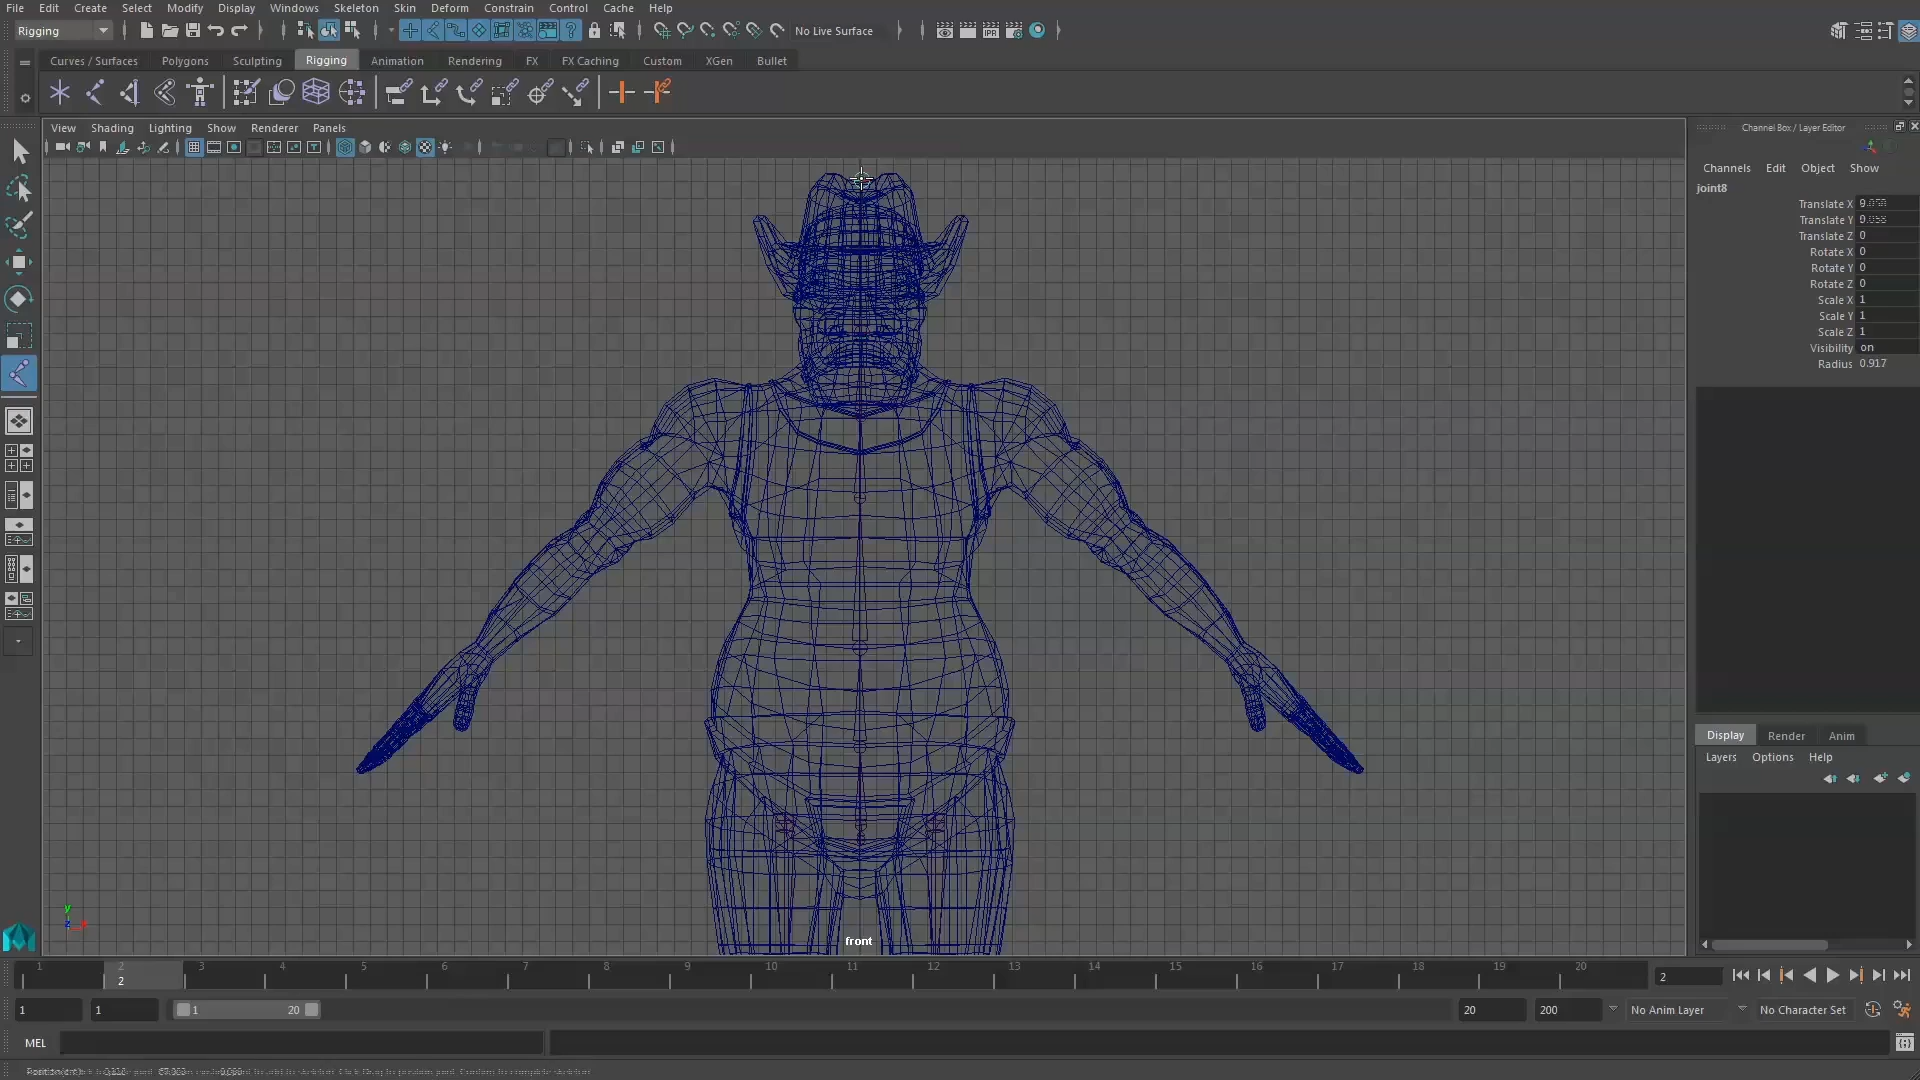 File Edit Create Select Modify Display Windows Skeleton Skin Deform Constrain Control Cache Help
Rigging No Live Surface
Curves / Surfaces Polygons Sculpting Rigging Animation Rendering FX FX Caching Custom XGen Bullet
View Shading Lighting Show Renderer Panels
Channel Box / Layer Editor
Channels Edit Object Show
joint8
Translate X
Translate Y
Translate Z 0
Rotate X 0
Rotate Y 0
Rotate Z 0
Scale X 1
Scale Y 1
Scale Z 1
Visibility on
Radius 0.917
Display Render Anim
Layers Options Help
y
front
1 2 3 4 5 6 7 8 9 10 11 12 13 14 15 16 17 18 19 20
2 2
1 1 1 20 20 200 No Anim Layer No Character Set
MEL